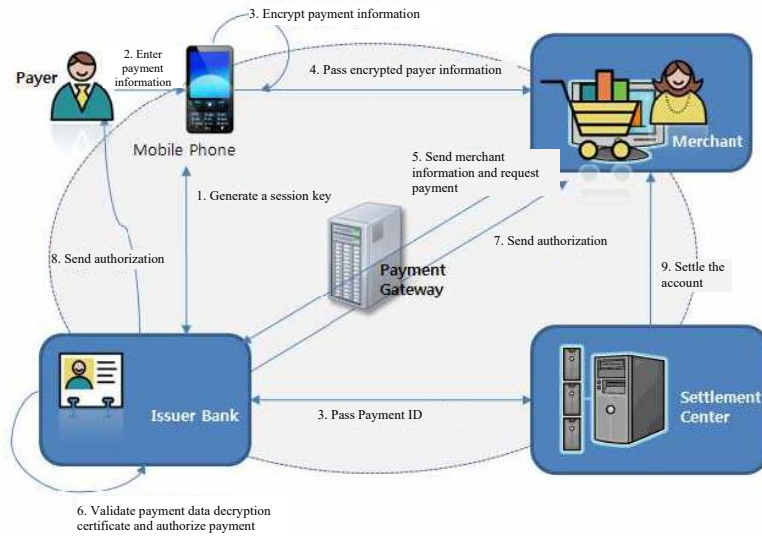 3. Encrypt payment information
2. Enter
payment
information
Payer
4. Pass encrypted payer information
Mobile Phone
Merchant
5. Send merchant
information and request
payment
1. Generate a session key
7. Send authorization
8. Send authorization
Payment
Gateway
9. Settle the
account
Issuer Bank
3. Pass Payment ID
Settlement
Center
6. Validate payment data decryption
certificate and authorize payment